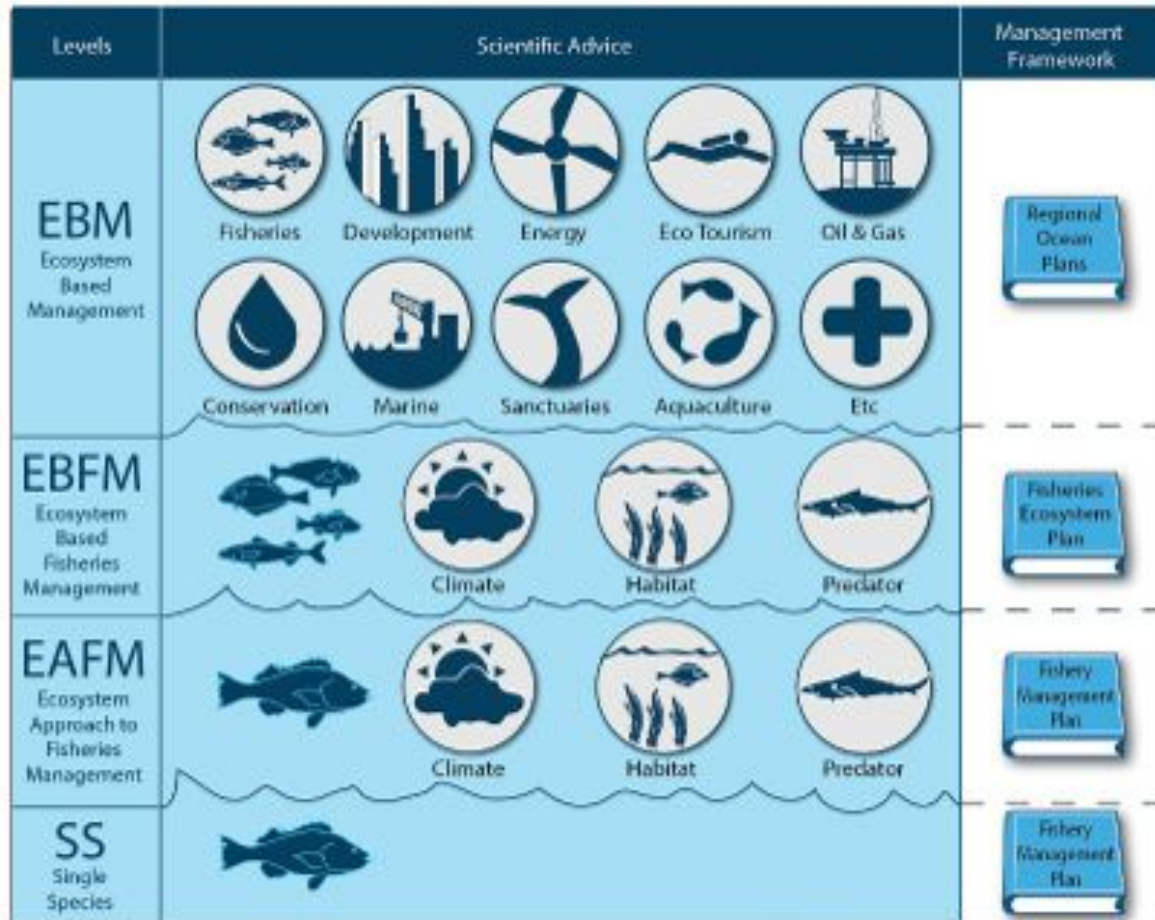 Levels
Scientific Advice
Management
Framework
EBM
Ecosystem
Based
Management
Fisheries
Development
Energy
Eco Tourism
Oil & Gas
Conservation
Marine
Sanctuaries
Aquaculture
Etc
Regional
Ocean
Plans
EBFM
Ecosystem
Based
Fisheries
Management
Climate
Habitat
Predator
Fisheries
Ecosystem
Plan
EAFM
Ecosystem
Approach to
Fisheries
Management
Climate
Habitat
Predator
Fishery
Management
Plan
SS
Single
Species
Fishery
Management
Plan